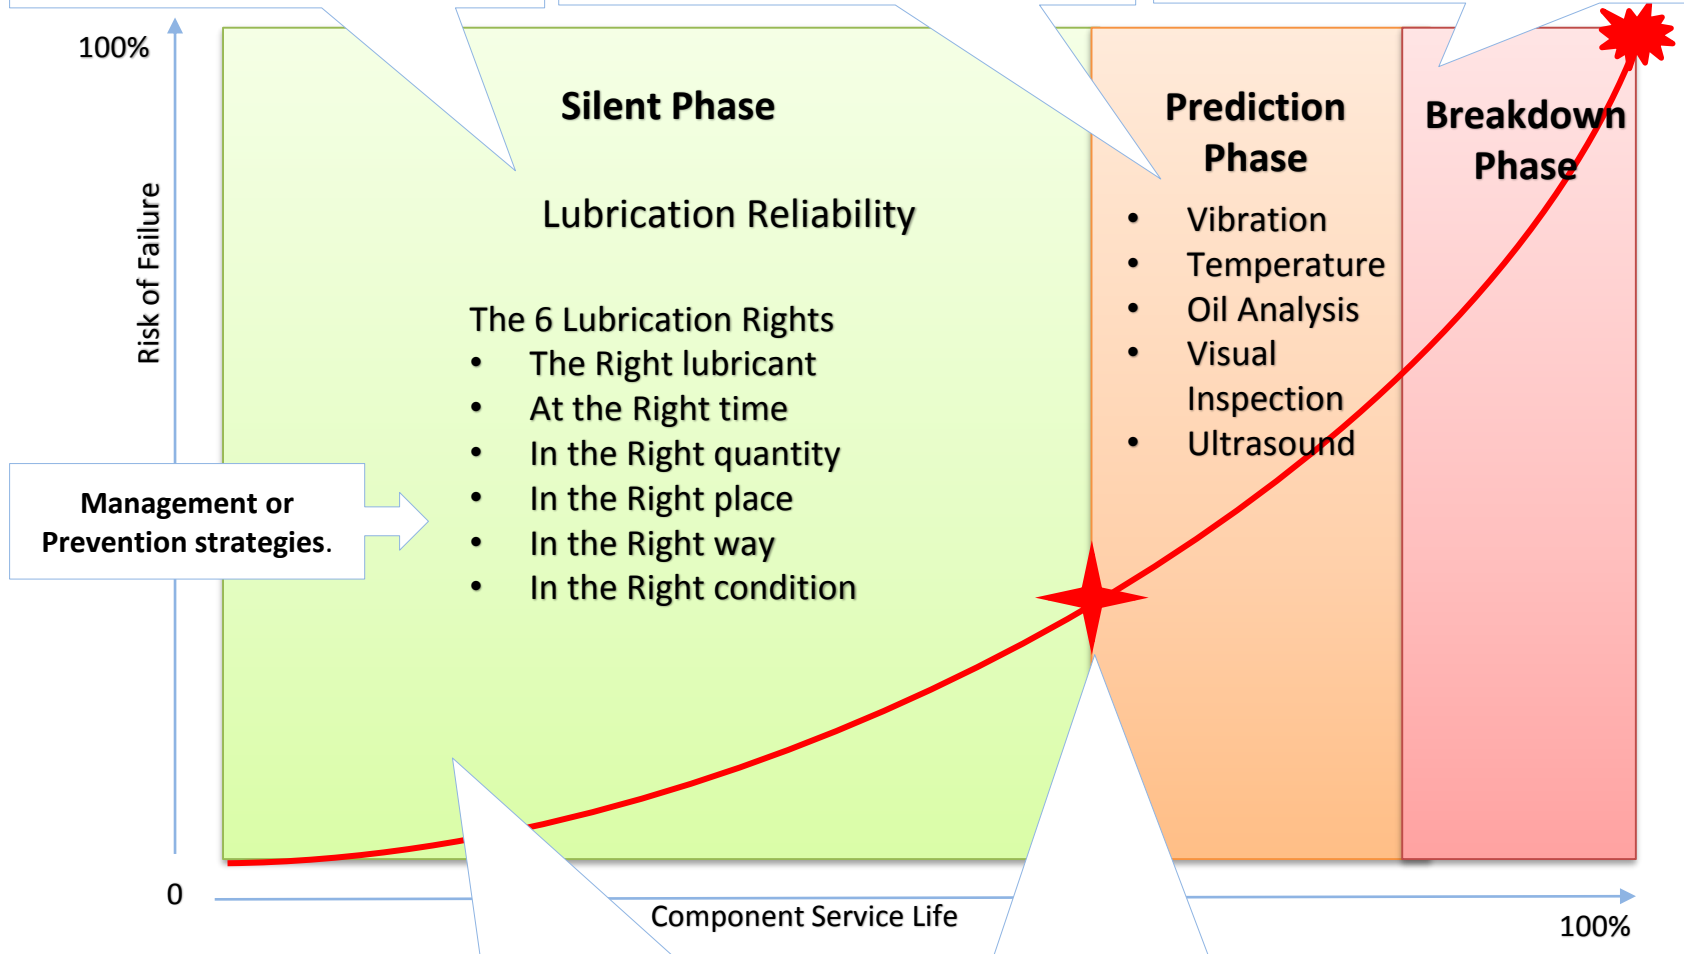 100%
Silent Phase
Prediction
Phase
Breakdown
Phase
Lubrication Reliability
Risk of Failure
The 6 Lubrication Rights
• The Right lubricant
• At the Right time
• In the Right quantity
• In the Right place
• In the Right way
• In the Right condition
• Vibration
• Temperature
• Oil Analysis
• Visual
Inspection
• Ultrasound
Management or
Prevention strategies.
0
Component Service Life
100%